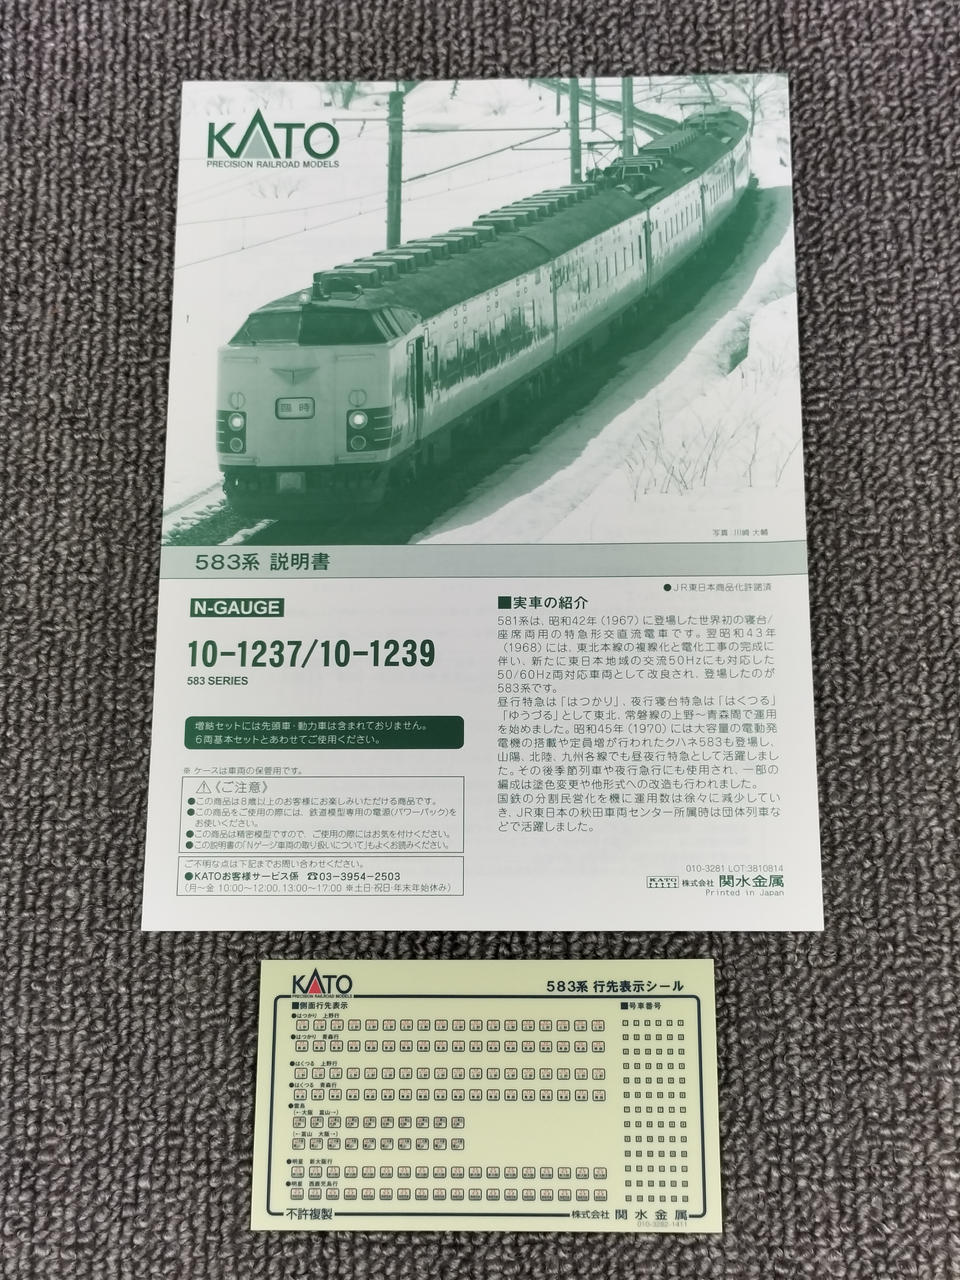 KATO
PRECISION RAILROAD MODELS
臨時
写真 川崎 大輔
583系 説明書
●JR東日本商品化許諾済
N-GAUGE
10-1237/10-1239
583 SERIES
増結セットには先頭車・動力車は含まれておりません。
6両基本セットとあわせてご使用ください。
※ ケースは車両の保管用です。
⚠《ご注意》
●この商品は8歳以上のお客様にお楽しみいただける商品です。
●この商品をご使用の際には、鉄道模型専用の電源(パワーパック)を
お使いください。
●この商品は精密模型ですので、ご使用の際にはお気を付けください。
●この説明書の「Nゲージ車両の取り扱いについて」もよくお読みください。
ご不明な点は下記までお問い合わせください。
●KATOお客様サービス係 ☎03-3954-2503
(月〜金 10:00〜12:00、13:00〜17:00 ※土日・祝日・年末年始休み)
■実車の紹介
581系は、昭和42年(1967)に登場した世界初の寝台/
座席両用の特急形交直流電車です。翌昭和43年
(1968)には、東北本線の複線化と電化工事の完成に
伴い、新たに東日本地域の交流50Hzにも対応した
50/60Hz両対応車両として改良され、登場したのが
583系です。
昼行特急は「はつかり」、夜行寝台特急は「はくつる」
「ゆうづる」として東北、常磐線の上野〜青森間で運用
を始めました。昭和45年(1970)には大容量の電動発
電機の搭載や定員増が行われたクハネ583も登場し、
山陽、北陸、九州各線でも昼夜行特急として活躍しまし
た。その後季節列車や夜行急行にも使用され、一部の
編成は塗色変更や他形式への改造も行われました。
国鉄の分割民営化を機に運用数は徐々に減少してい
き、JR東日本の秋田車両センター所属時は団体列車な
どで活躍しました。
010-3281 LOT:3810814
KATO 株式会社 関水金属
Printed in Japan
KATO
PRECISION RAILROAD MODELS
583系 行先表示シール
■側面行先表示
■号車番号
●はつかり 上野行
●はつかり 青森行
●はくつる 上野行
●はくつる 青森行
●雷鳥
(←大阪 富山→)
(←富山 大阪→)
●明星 新大阪行
●明星 西鹿児島行
不許複製
株式会社 関水金属
010-3282-1411